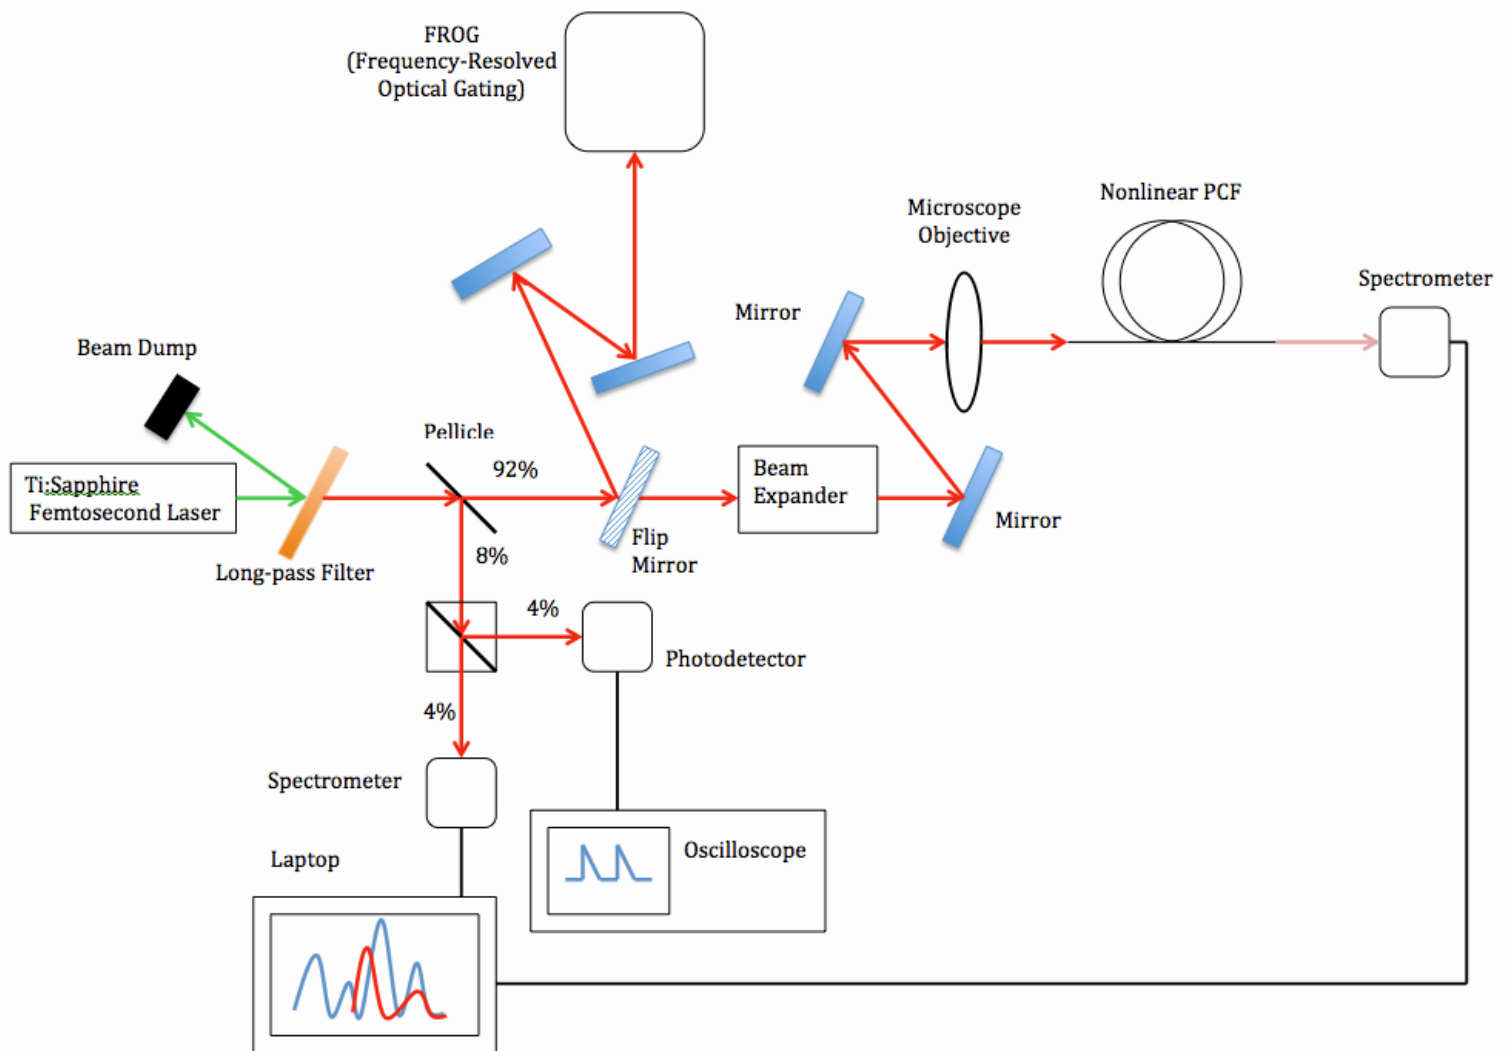 FROG
(Frequency-Resolved
Optical Gating)
Nonlinear PCF
Microscope
Objective
Spectrometer
Mirror
Beam Dump
Pellicle
92%
Ti:Sapphire
Femtosecond Laser
Beam
Expander
Mirror
Flip
Mirror
8%
Long-pass Filter
4%
Photodetector
4%
Spectrometer
Oscilloscope
Laptop